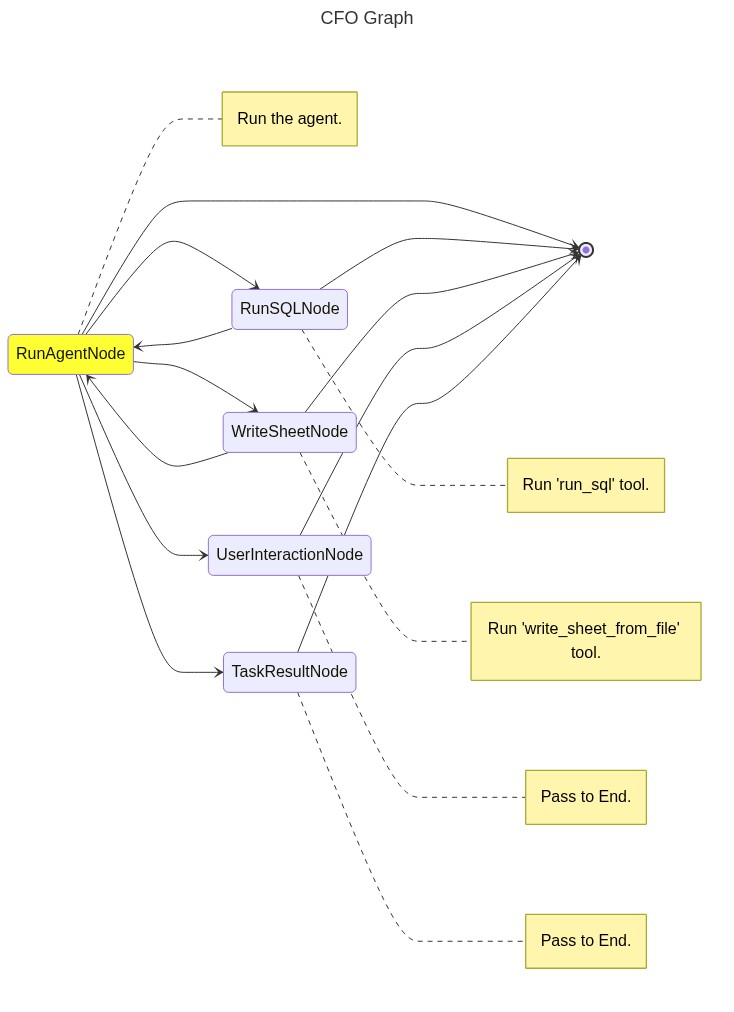 CFO Graph
Run the agent.
RunSQLNode
RunAgentNode
WriteSheetNode
Run 'run_sql' tool.
UserInteractionNode
Run 'write_sheet_from_file'
tool.
TaskResultNode
Pass to End.
Pass to End.